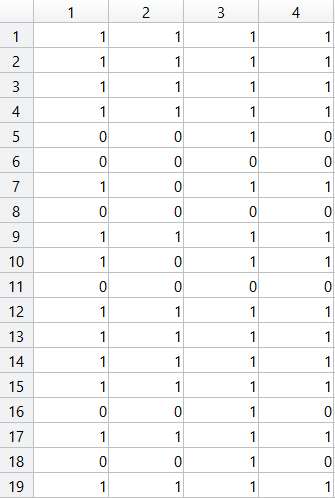 1 2 3 4
1 1 1 1 1
2 1 1 1 1
3 1 1 1 1
4 1 1 1 1
5 0 0 1 0
6 0 0 0 0
7 1 0 1 1
8 0 0 0 0
9 1 1 1 1
10 1 0 1 1
11 0 0 0 0
12 1 1 1 1
13 1 1 1 1
14 1 1 1 1
15 1 1 1 1
16 0 0 1 0
17 1 1 1 1
18 0 0 1 0
19 1 1 1 1